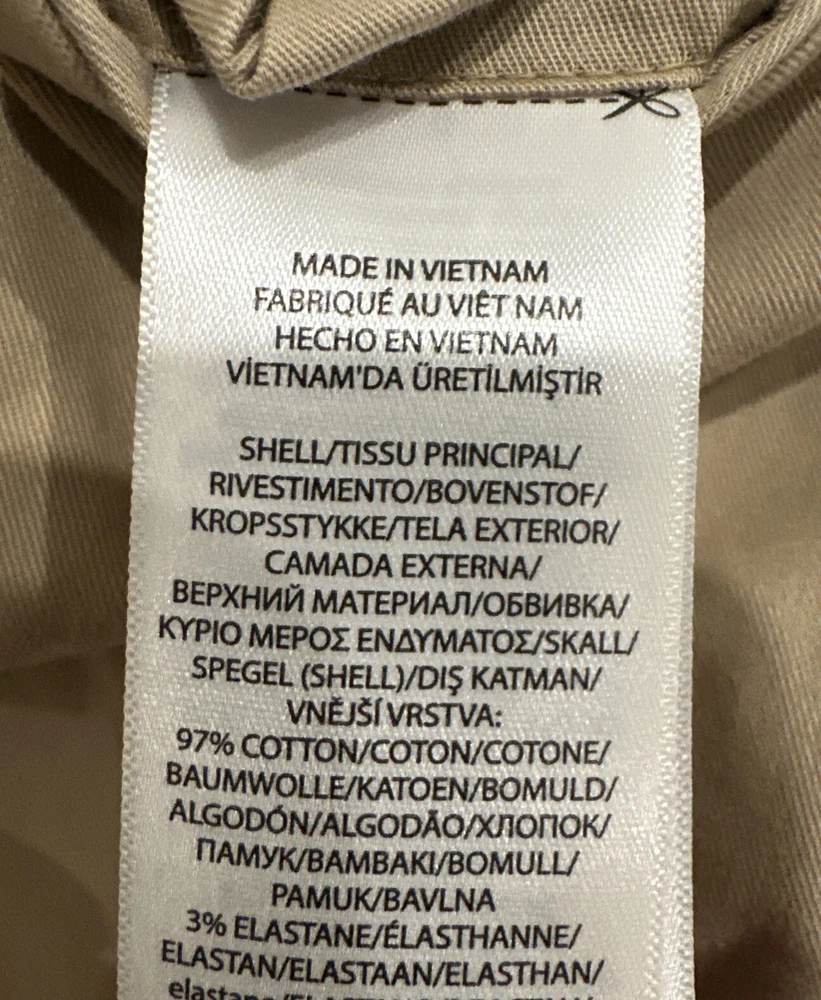 MADE IN VIETNAM
FABRIQUÉ AU VIÊT NAM
HECHO EN VIETNAM
VİETNAM'DA ÜRETİLMİŞTİR
SHELL/TISSU PRINCIPAL/
RIVESTIMENTO/BOVENSTOF/
KROPSSTYKKE/TELA EXTERIOR/
CAMADA EXTERNA/
ВЕРХНИЙ МАТЕРИАЛ/ОБВИВКА/
ΚΥΡΙΟ ΜΕΡΟΣ ΕΝΔΥΜΑΤΟΣ/SKALL/
SPEGEL (SHELL)/DIŞ KATMAN/
VNĚJŠÍ VRSTVA:
97% COTTON/COTON/COTONE/
BAUMWOLLE/KATOEN/BOMULD/
ALGODÓN/ALGODÃO/ХЛОПОК/
ПАМУК/ΒΑΜΒΑΚΙ/BOMULL/
PAMUK/BAVLNA
3% ELASTANE/ÉLASTHANNE/
ELASTAN/ELASTAAN/ELASTHAN/